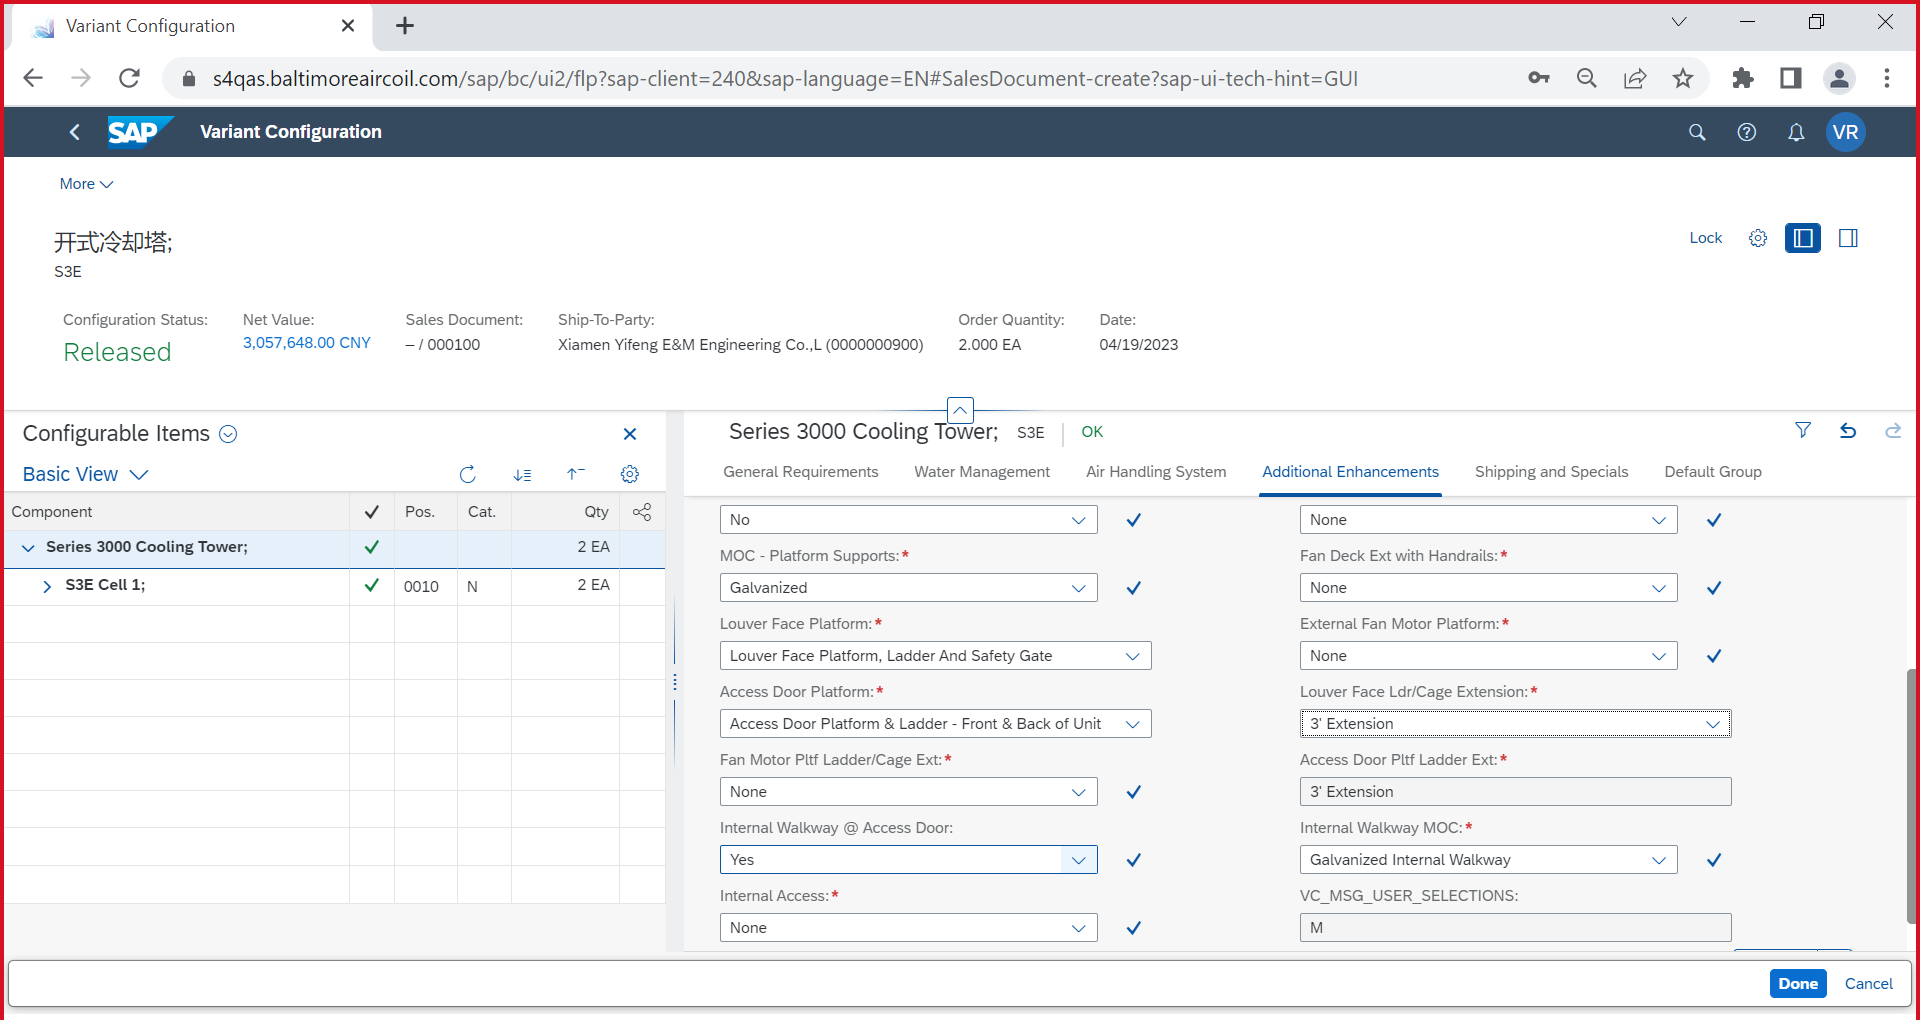 Variant Configuration
s4qas.baltimoreaircoil.com/sap/bc/ui2/flp?sap-client=240&sap-language=EN#SalesDocument-create?sap-ui-tech-hint=GUI
SAP Variant Configuration VR
More
开式冷却塔;
S3E
Lock
Configuration Status: Net Value: Sales Document: Ship-To-Party: Order Quantity: Date:
Released 3,057,648.00 CNY – / 000100 Xiamen Yifeng E&M Engineering Co.,L (0000000900) 2.000 EA 04/19/2023
Configurable Items
Basic View
Component Pos. Cat. Qty
Series 3000 Cooling Tower; 2 EA
S3E Cell 1; 0010 N 2 EA
Series 3000 Cooling Tower; S3E OK
General Requirements Water Management Air Handling System Additional Enhancements Shipping and Specials Default Group
No None
MOC - Platform Supports:* Fan Deck Ext with Handrails:*
Galvanized None
Louver Face Platform:* External Fan Motor Platform:*
Louver Face Platform, Ladder And Safety Gate None
Access Door Platform:* Louver Face Ldr/Cage Extension:*
Access Door Platform & Ladder - Front & Back of Unit 3' Extension
Fan Motor Pltf Ladder/Cage Ext:* Access Door Pltf Ladder Ext:*
None 3' Extension
Internal Walkway @ Access Door: Internal Walkway MOC:*
Yes Galvanized Internal Walkway
Internal Access:* VC_MSG_USER_SELECTIONS:
None M
Done Cancel